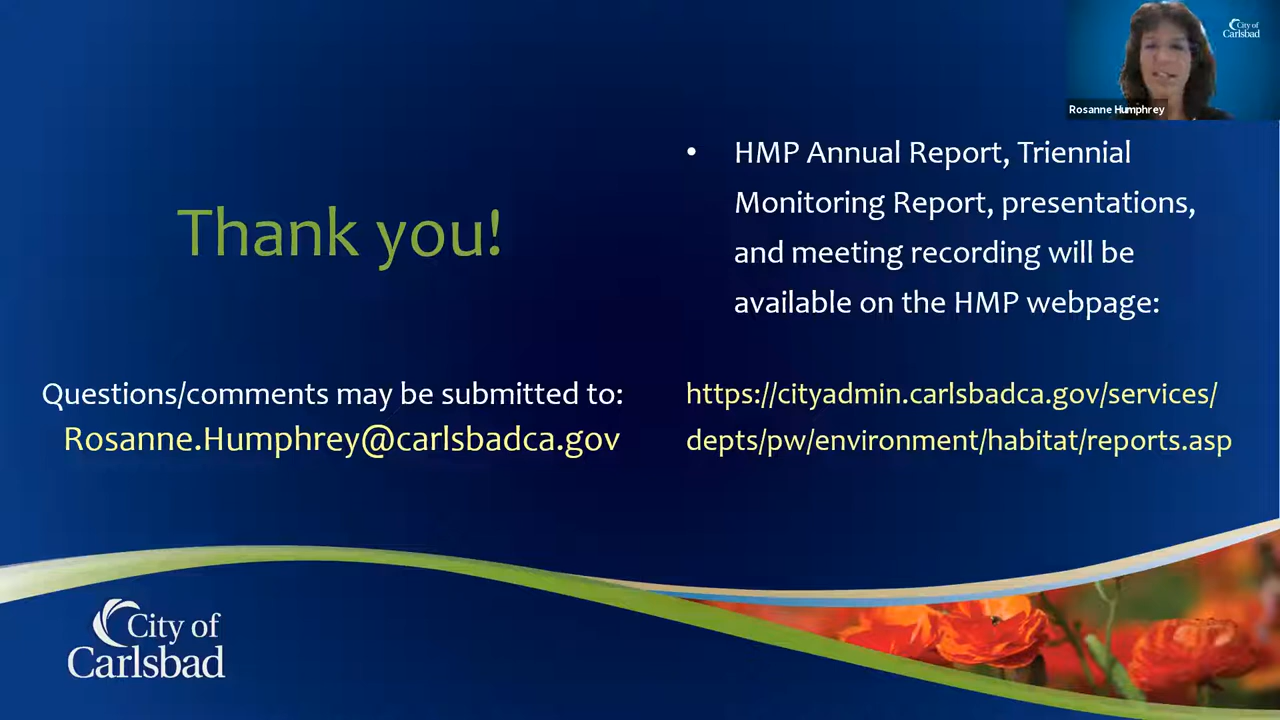 City of
Carlsbad
Rosanne Humphrey
Thank you!
Questions/comments may be submitted to:
Rosanne.Humphrey@carlsbadca.gov
• HMP Annual Report, Triennial
Monitoring Report, presentations,
and meeting recording will be
available on the HMP webpage:
https://cityadmin.carlsbadca.gov/services/
depts/pw/environment/habitat/reports.asp
City of
Carlsbad